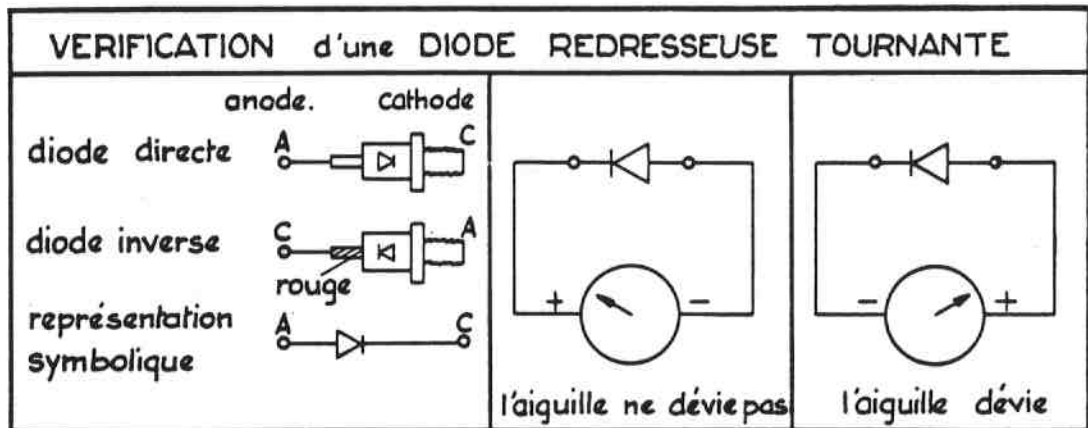 VERIFICATION d'une DIODE REDRESSEUSE TOURNANTE
anode. cathode
diode directe A C
diode inverse C A
rouge
représentation symbolique A C
+ -
l'aiguille ne dévie pas
- +
l'aiguille dévie